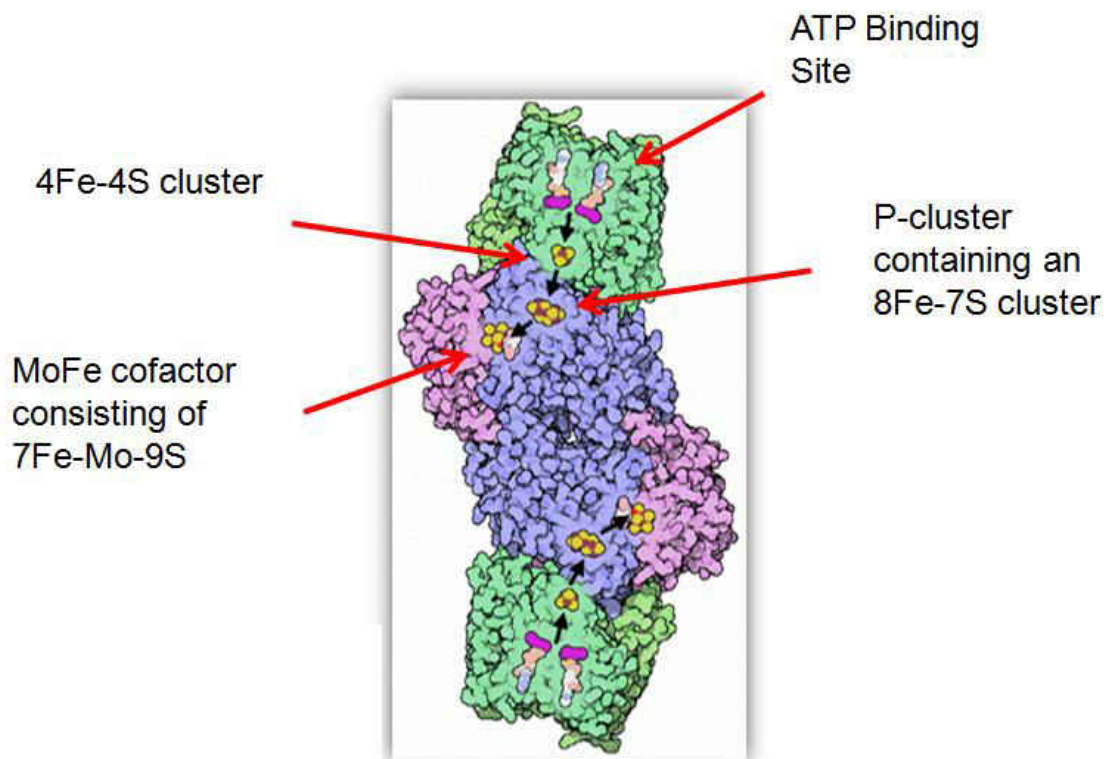 ATP Binding
Site
4Fe-4S cluster
P-cluster
containing an
8Fe-7S cluster
MoFe cofactor
consisting of
7Fe-Mo-9S